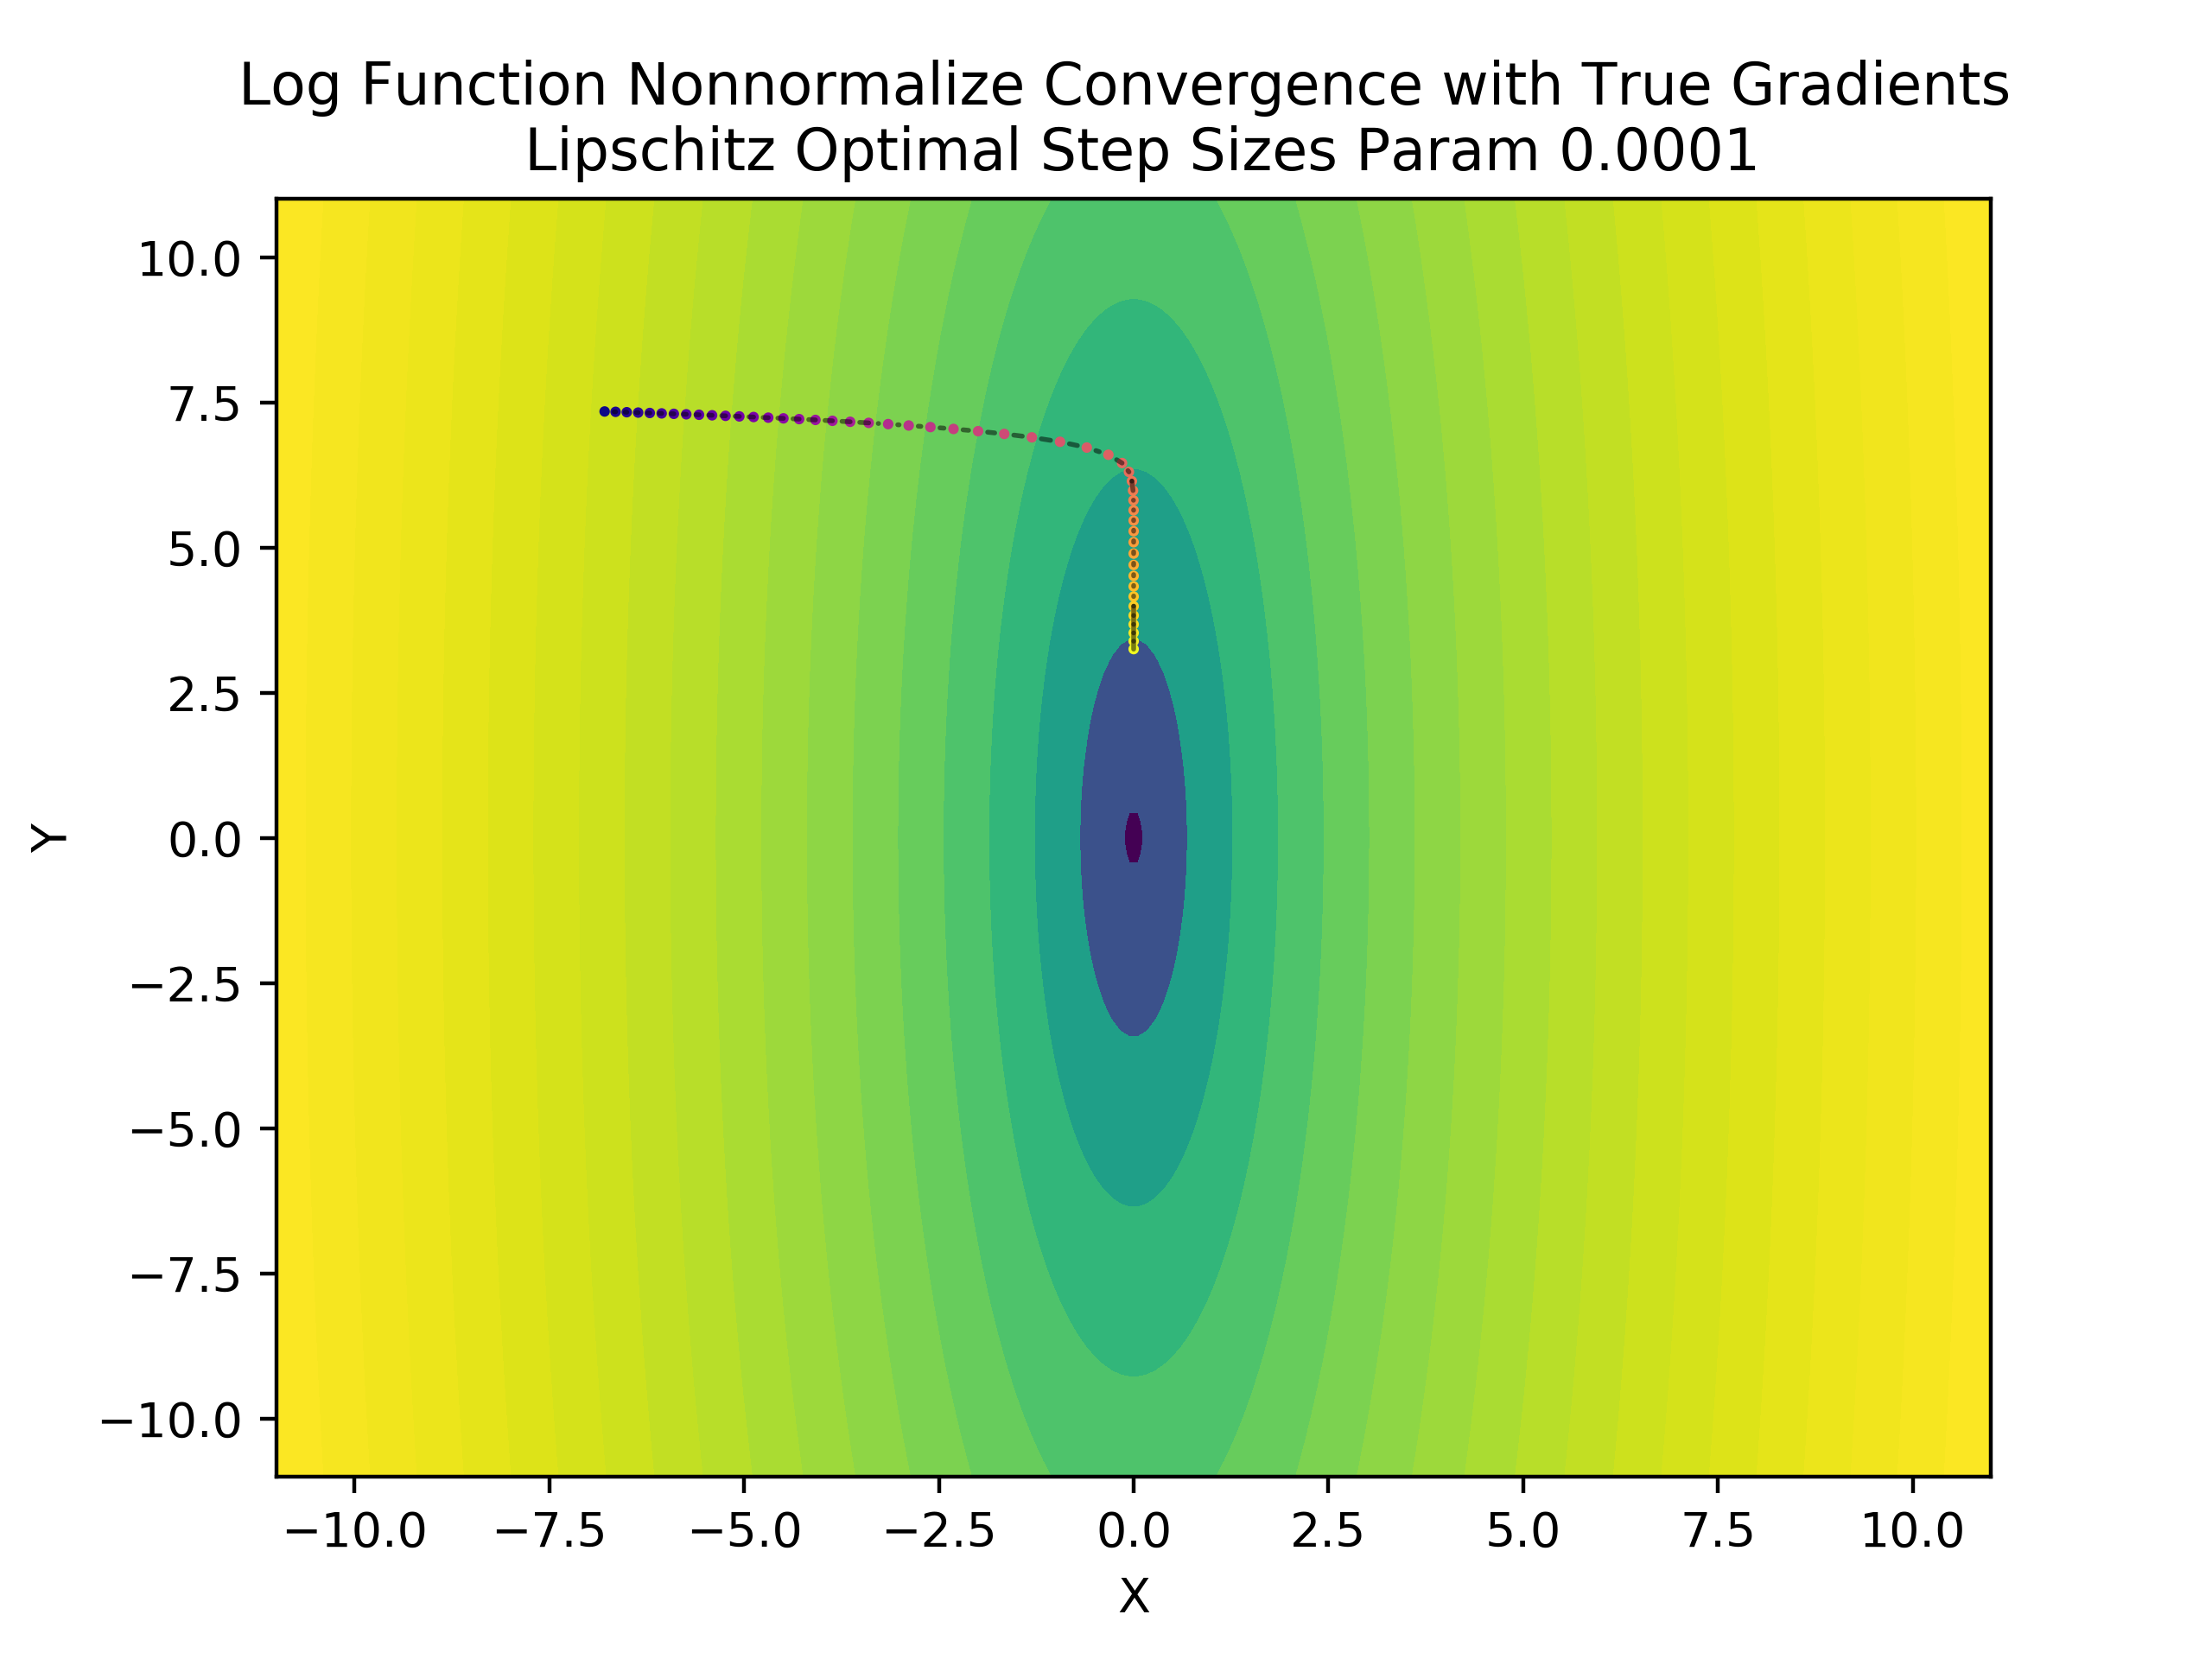 Log Function Nonnormalize Convergence with True Gradients
Lipschitz Optimal Step Sizes Param 0.0001
10.0
7.5
5.0
2.5
0.0
−2.5
−5.0
−7.5
−10.0
Y
−10.0 −7.5 −5.0 −2.5 0.0 2.5 5.0 7.5 10.0
X